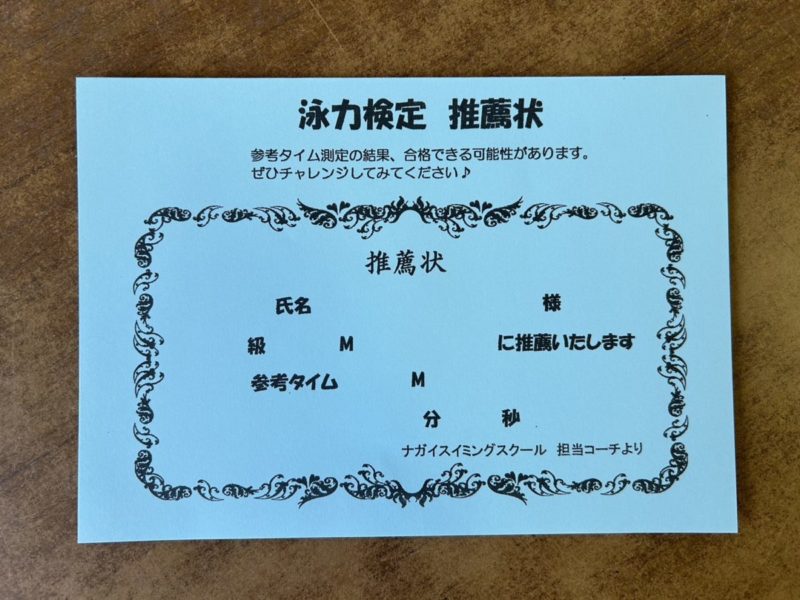 泳力検定 推薦状
参考タイム測定の結果、合格できる可能性があります。
ぜひチャレンジしてみてください♪
推薦状
氏名 様
級 M に推薦いたします
参考タイム M
分 秒
ナガイスイミングスクール 担当コーチより